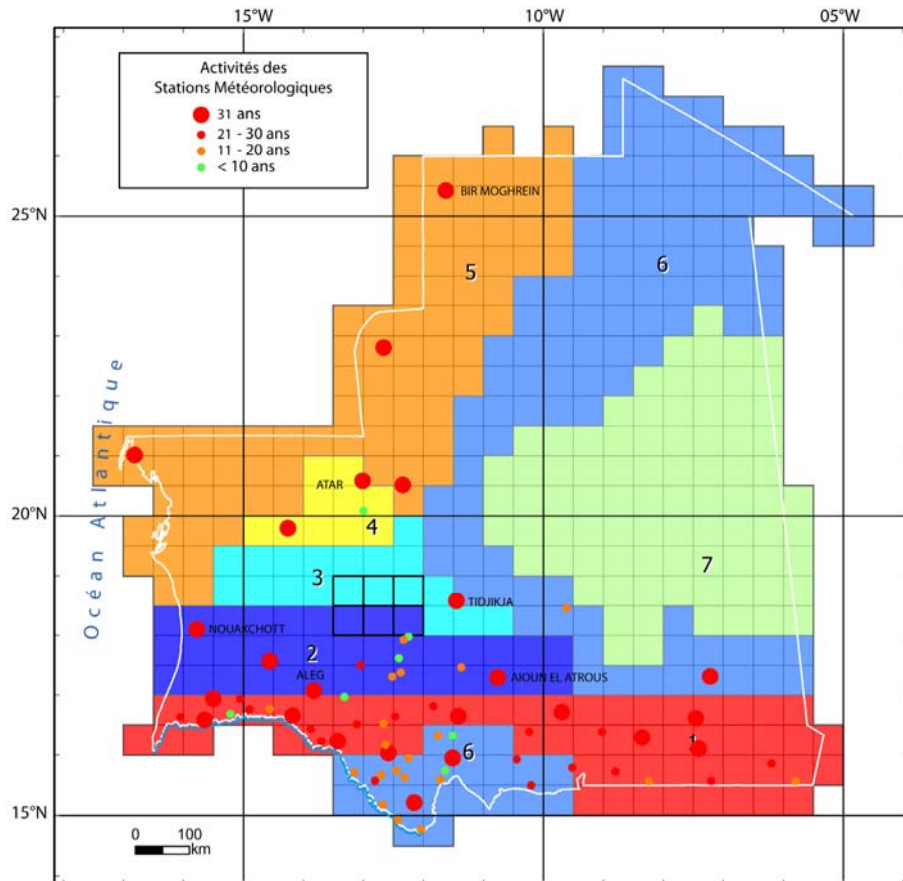 15°W
10°W
05°W
Activités des
Stations Météorologiques
31 ans
21 - 30 ans
11 - 20 ans
< 10 ans
BIR MOGHREIN
25°N
5
6
Océan Atlantique
ATAR
20°N
4
3
7
TIDJIKJA
NOUAKCHOTT
2
ALEG
AIOUN EL ATROUS
1
6
15°N
0 100
km